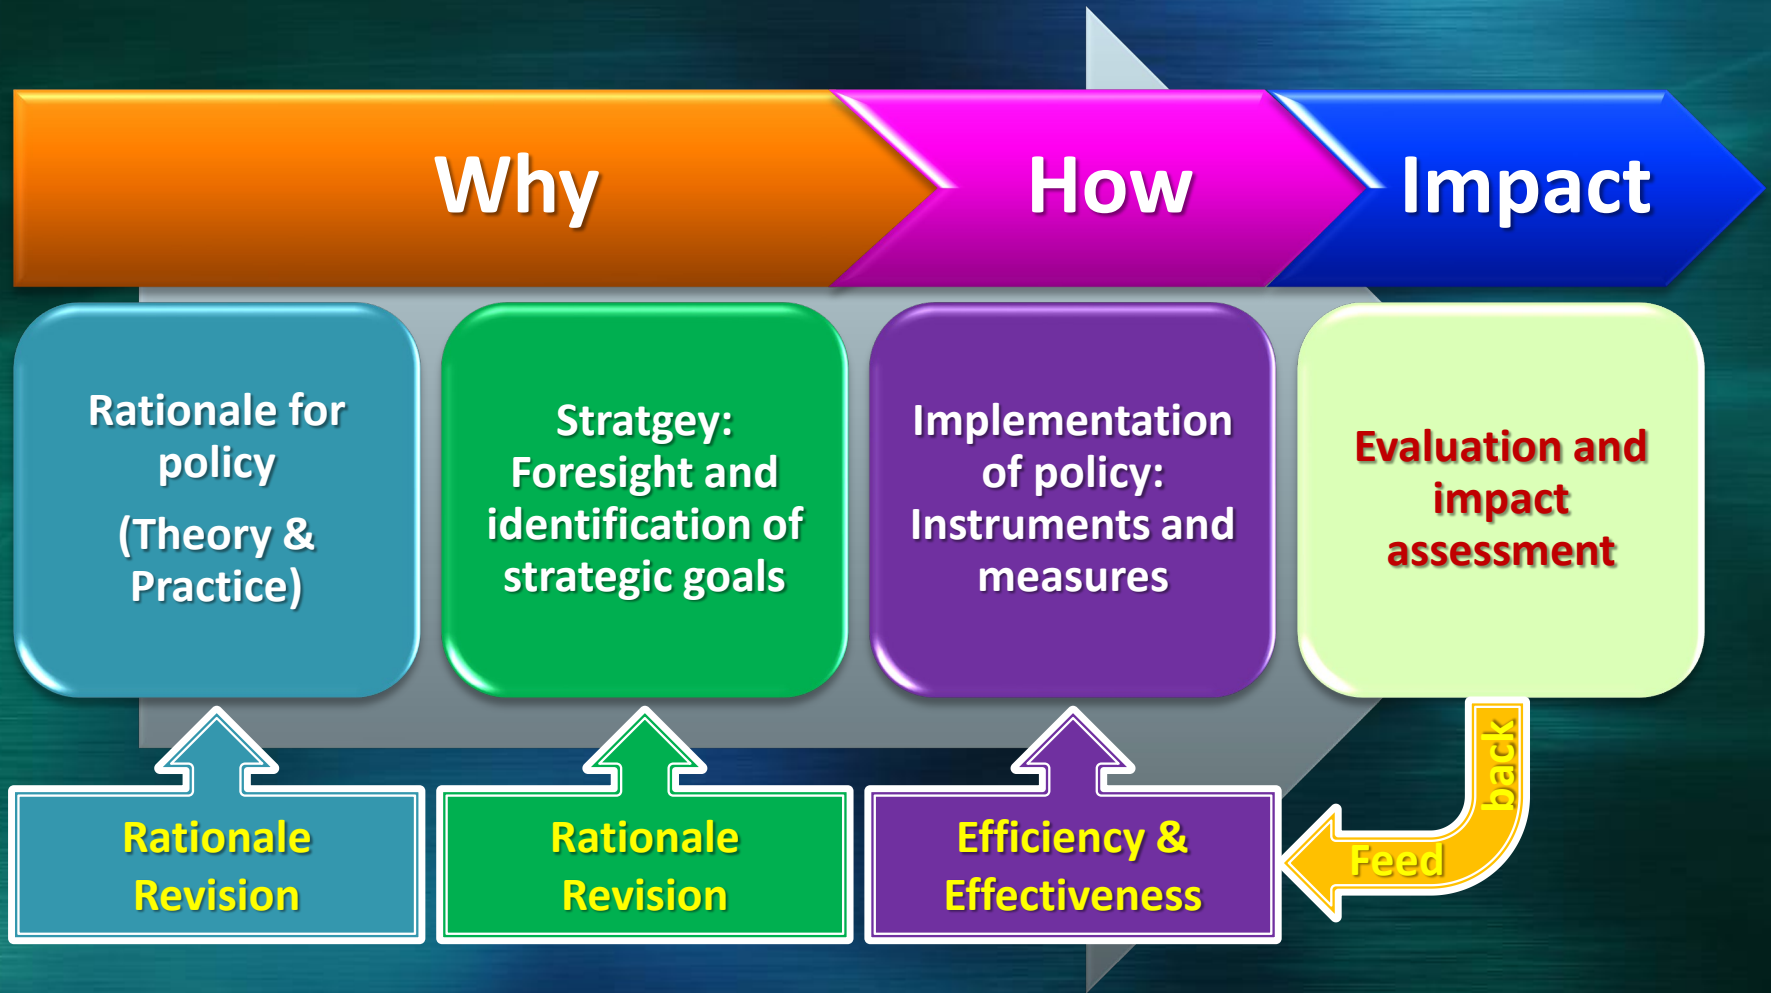 Why
How
Impact
Rationale for
policy
(Theory &
Practice)
Stratgey:
Foresight and
identification of
strategic goals
Implementation
of policy:
Instruments and
measures
Evaluation and
impact
assessment
Rationale
Revision
Rationale
Revision
Efficiency &
Effectiveness
Feed
back